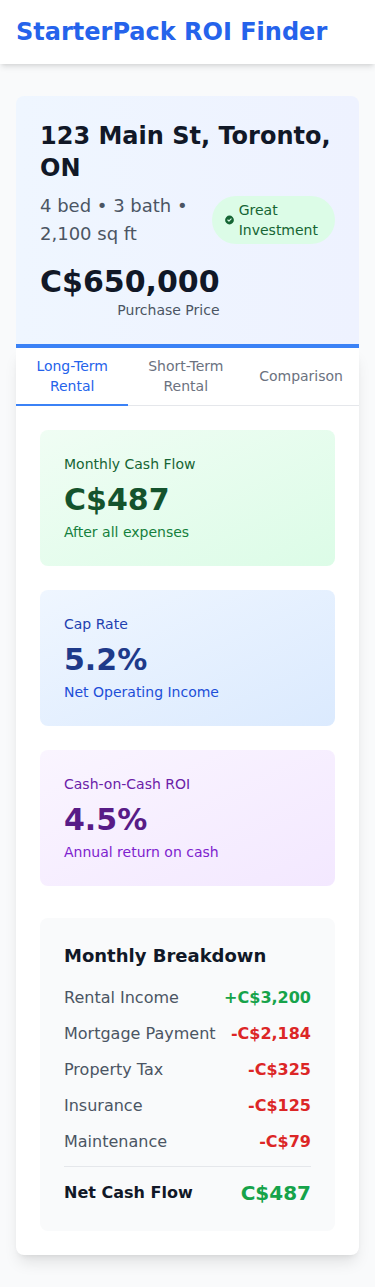 StarterPack ROI Finder
123 Main St, Toronto,
ON
4 bed • 3 bath •
2,100 sq ft
Great
Investment
C$650,000
Purchase Price
Long-Term
Rental
Short-Term
Rental
Comparison
Monthly Cash Flow
C$487
After all expenses
Cap Rate
5.2%
Net Operating Income
Cash-on-Cash ROI
4.5%
Annual return on cash
Monthly Breakdown
Rental Income +C$3,200
Mortgage Payment -C$2,184
Property Tax -C$325
Insurance -C$125
Maintenance -C$79
Net Cash Flow C$487